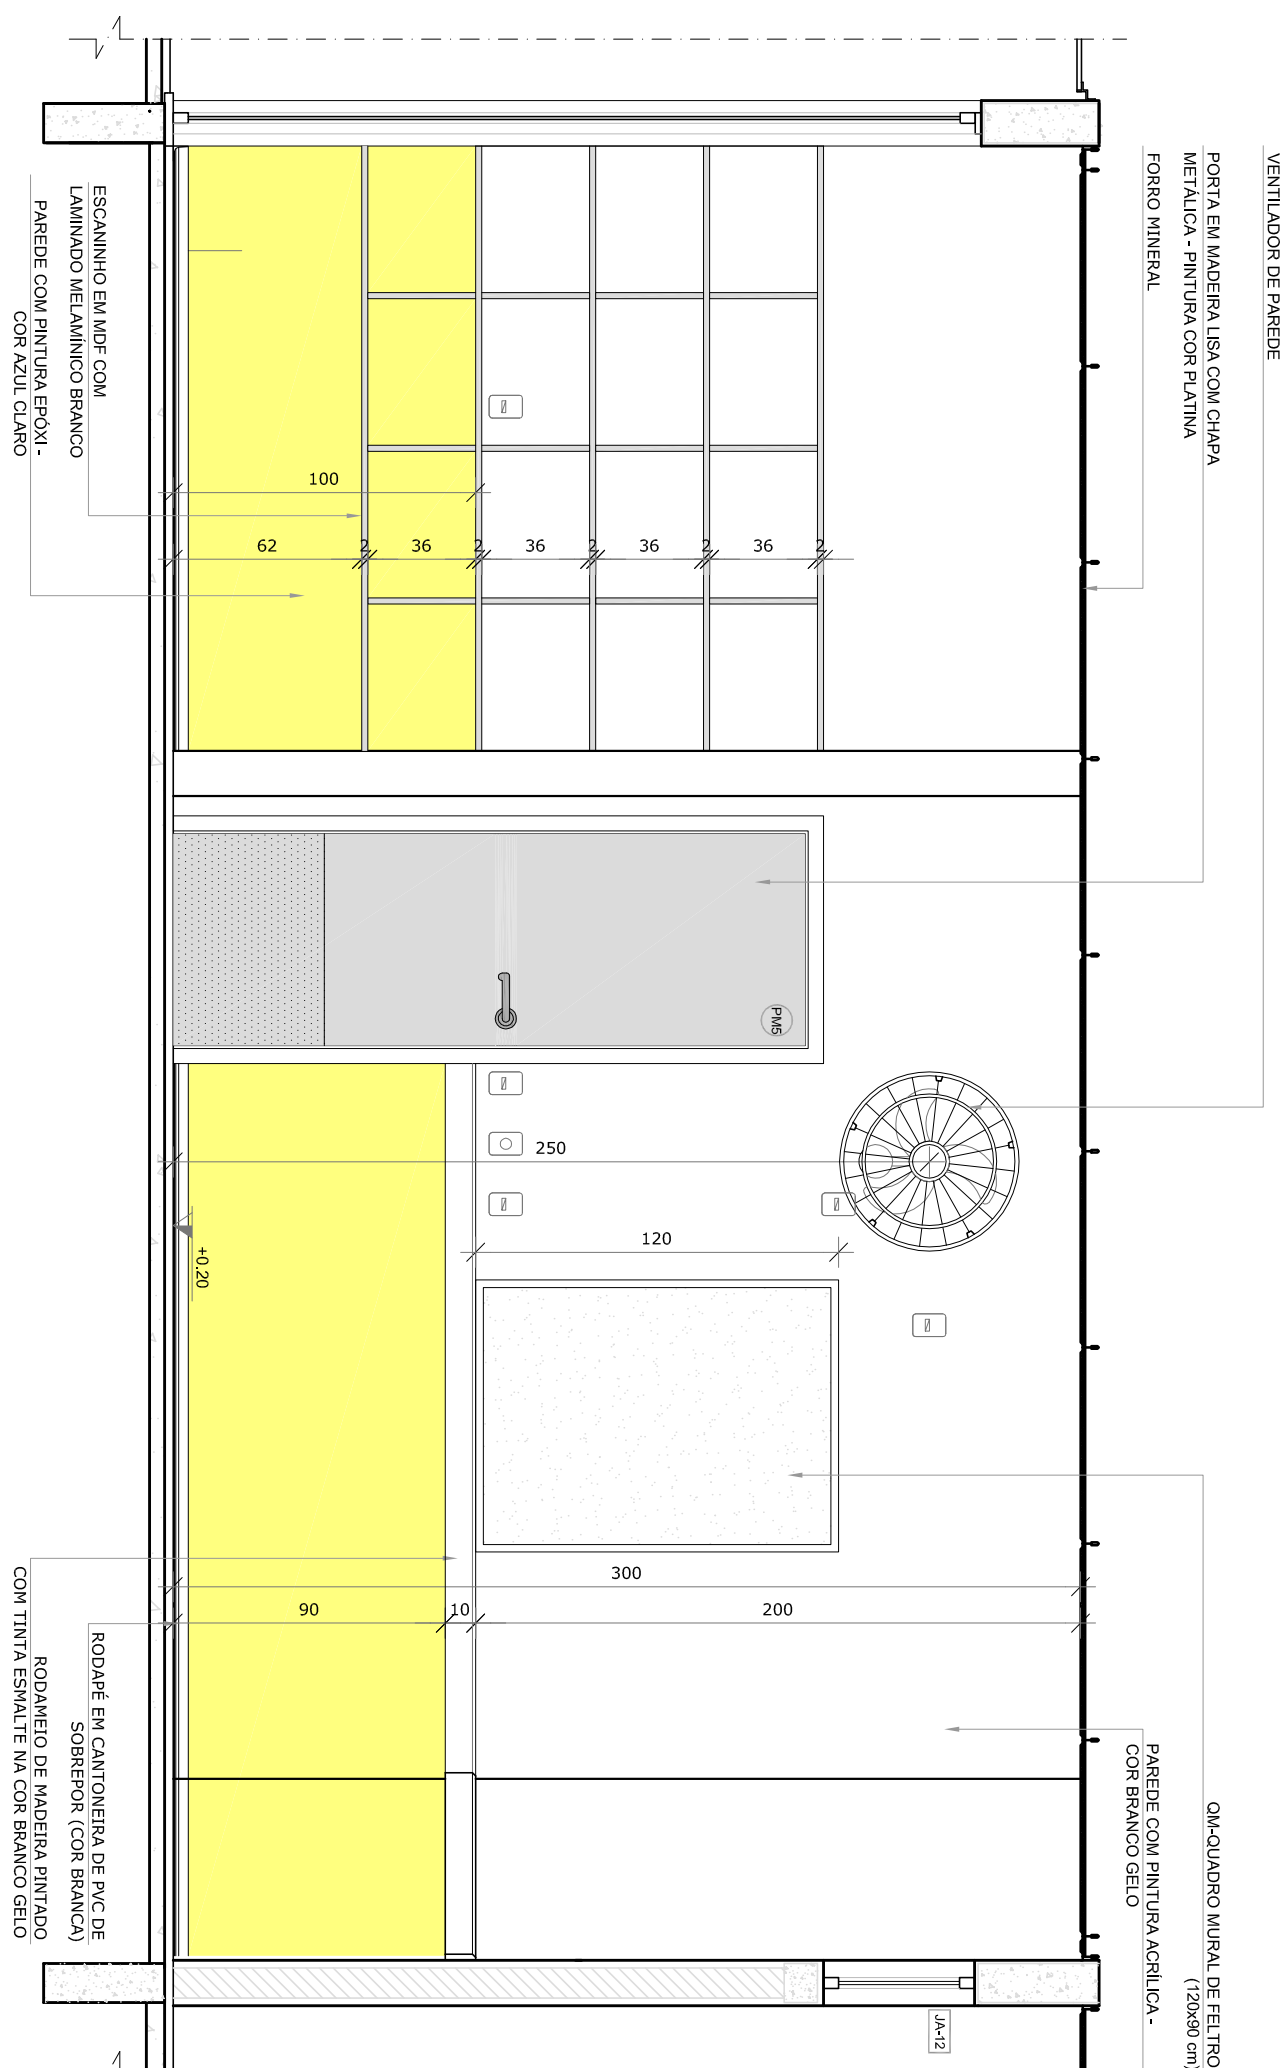 VENTILADOR DE PAREDE
PORTA EM MADEIRA LISA COM CHAPA
METÁLICA - PINTURA COR PLATINA
FORRO MINERAL
QM-QUADRO MURAL DE FELTRO
(120x90 cm)
PAREDE COM PINTURA ACRÍLICA -
COR BRANCO GELO
JA-12
PM5
2
36
2
36
2
36
2
36
2
62
100
250
120
300
200
10
90
+0.20
ESCANINHO EM MDF COM
LAMINADO MELAMÍNICO BRANCO
PAREDE COM PINTURA EPÓXI -
COR AZUL CLARO
RODAPÉ EM CANTONEIRA DE PVC DE
SOBREPOR (COR BRANCA)
RODAMEIO DE MADEIRA PINTADO
COM TINTA ESMALTE NA COR BRANCO GELO